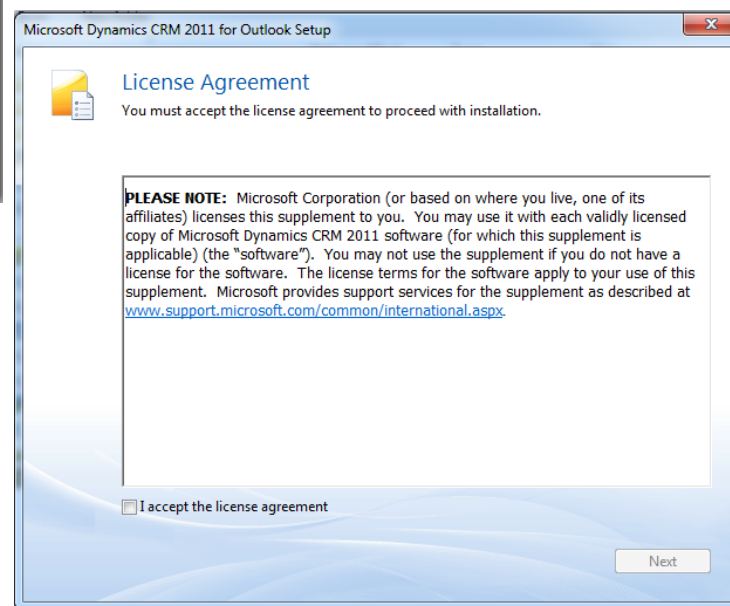 Microsoft Dynamics CRM 2011 for Outlook Setup
License Agreement
You must accept the license agreement to proceed with installation.
PLEASE NOTE: Microsoft Corporation (or based on where you live, one of its
affiliates) licenses this supplement to you. You may use it with each validly licensed
copy of Microsoft Dynamics CRM 2011 software (for which this supplement is
applicable) (the “software”). You may not use the supplement if you do not have a
license for the software. The license terms for the software apply to your use of this
supplement. Microsoft provides support services for the supplement as described at
www.support.microsoft.com/common/international.aspx.
I accept the license agreement
Next